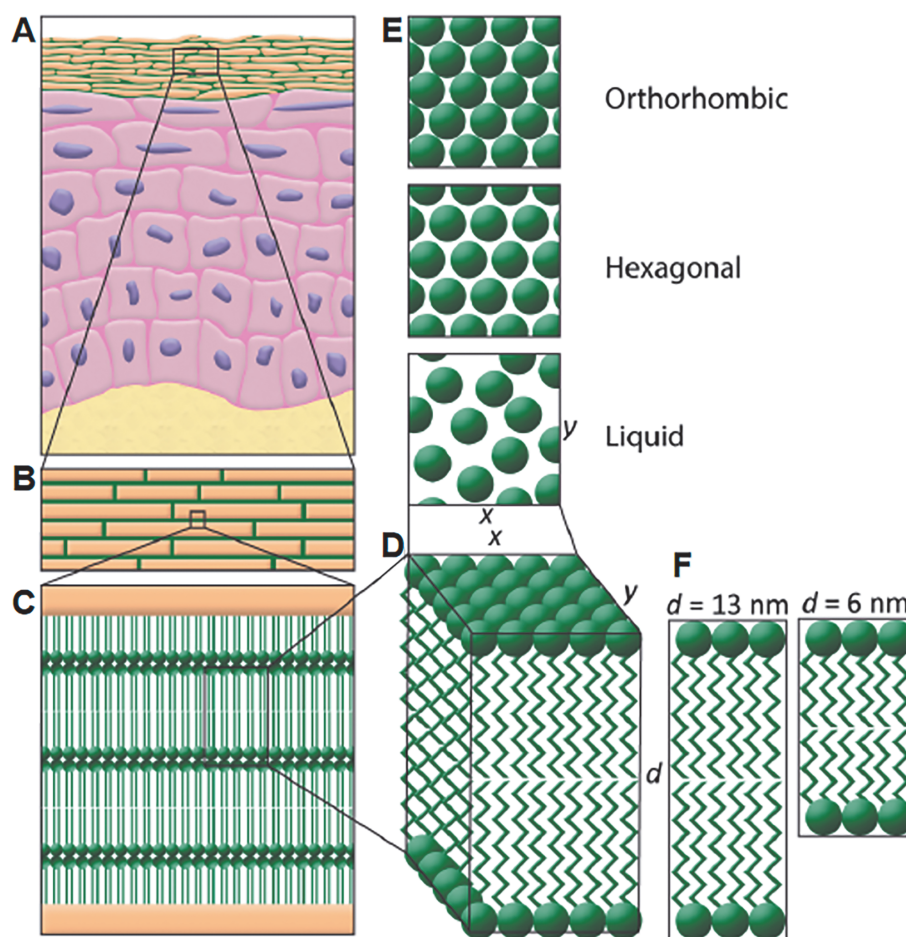 A
E
Orthorhombic
Hexagonal
y
Liquid
x
B
x
D
F
C
y
d = 13 nm
d = 6 nm
d